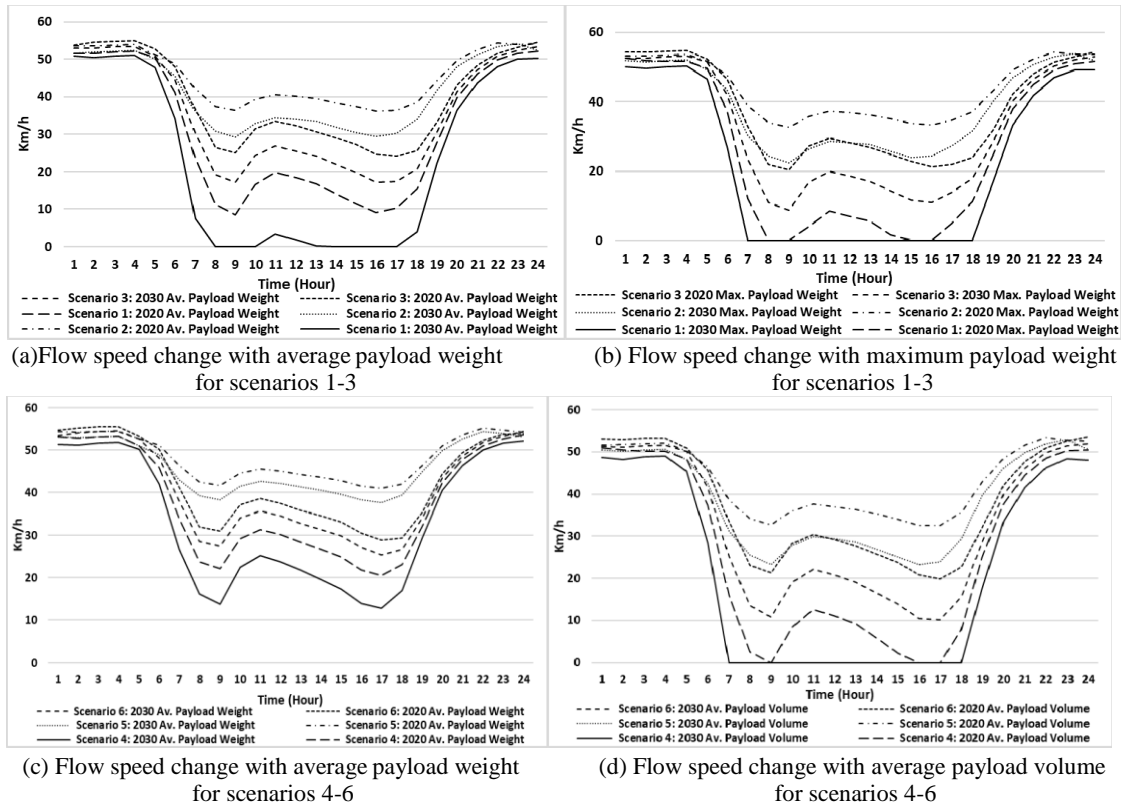 60
50
40
30
20
10
0
Km/h
1 2 3 4 5 6 7 8 9 10 11 12 13 14 15 16 17 18 19 20 21 22 23 24
Time (Hour)
Scenario 3: 2030 Av. Payload Weight
Scenario 3: 2020 Av. Payload Weight
Scenario 1: 2020 Av. Payload Weight
Scenario 2: 2030 Av. Payload Weight
Scenario 2: 2020 Av. Payload Weight
Scenario 1: 2030 Av. Payload Weight
(a)Flow speed change with average payload weight
for scenarios 1-3
60
40
20
0
Km/h
1 2 3 4 5 6 7 8 9 10 11 12 13 14 15 16 17 18 19 20 21 22 23 24
Time (Hour)
Scenario 3 2020 Max. Payload Weight
Scenario 3: 2030 Max. Payload Weight
Scenario 2: 2030 Max. Payload Weight
Scenario 2: 2020 Max. Payload Weight
Scenario 1: 2030 Max. Payload Weight
Scenario 1: 2020 Max. Payload Weight
(b) Flow speed change with maximum payload weight
for scenarios 1-3
60
50
40
30
20
10
0
Km/h
1 2 3 4 5 6 7 8 9 10 11 12 13 14 15 16 17 18 19 20 21 22 23 24
Time (Hour)
Scenario 6: 2030 Av. Payload Weight
Scenario 6: 2020 Av. Payload Weight
Scenario 5: 2030 Av. Payload Weight
Scenario 5: 2020 Av. Payload Weight
Scenario 4: 2030 Av. Payload Weight
Scenario 4: 2020 Av. Payload Weight
(c) Flow speed change with average payload weight
for scenarios 4-6
60
50
40
30
20
10
0
Km/h
1 2 3 4 5 6 7 8 9 10 11 12 13 14 15 16 17 18 19 20 21 22 23 24
Time (Hour)
Scenario 6: 2030 Av. Payload Volume
Scenario 6: 2020 Av. Payload Volume
Scenario 5: 2030 Av. Payload Volume
Scenario 5: 2020 Av. Payload Volume
Scenario 4: 2030 Av. Payload Volume
Scenario 4: 2020 Av. Payload Volume
(d) Flow speed change with average payload volume
for scenarios 4-6